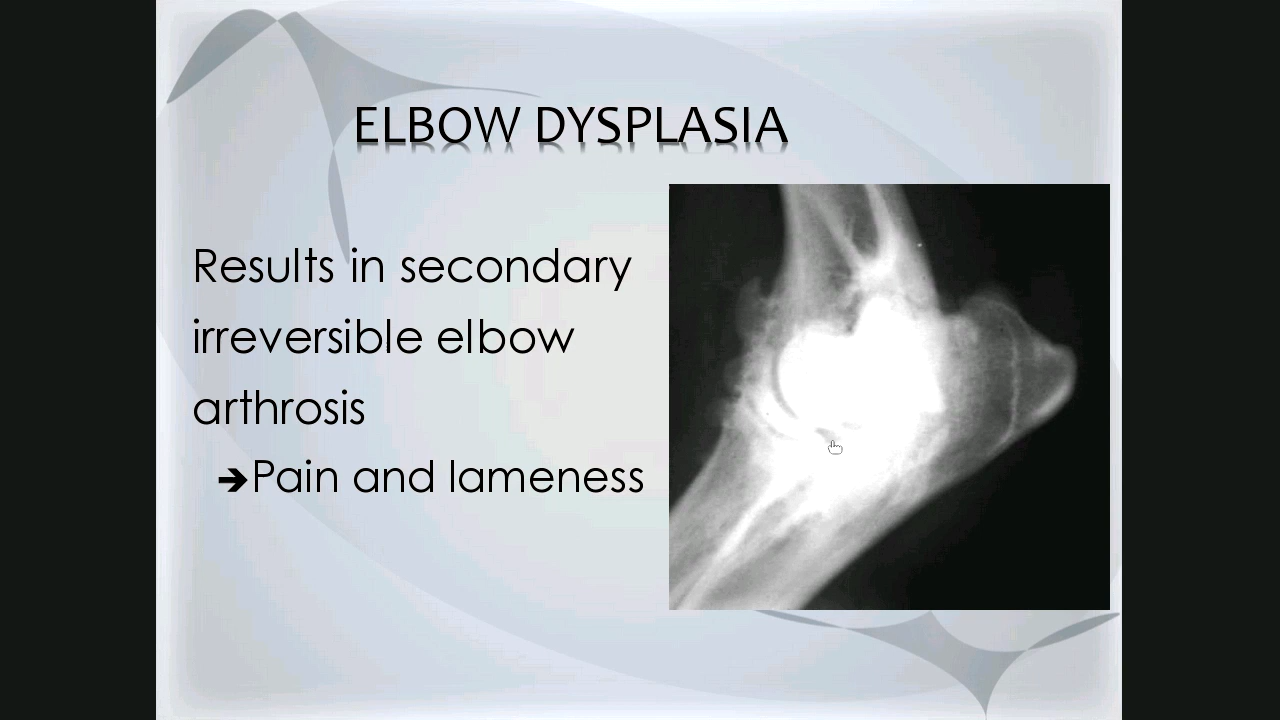 ELBOW DYSPLASIA
Results in secondary
irreversible elbow
arthrosis
➔Pain and lameness